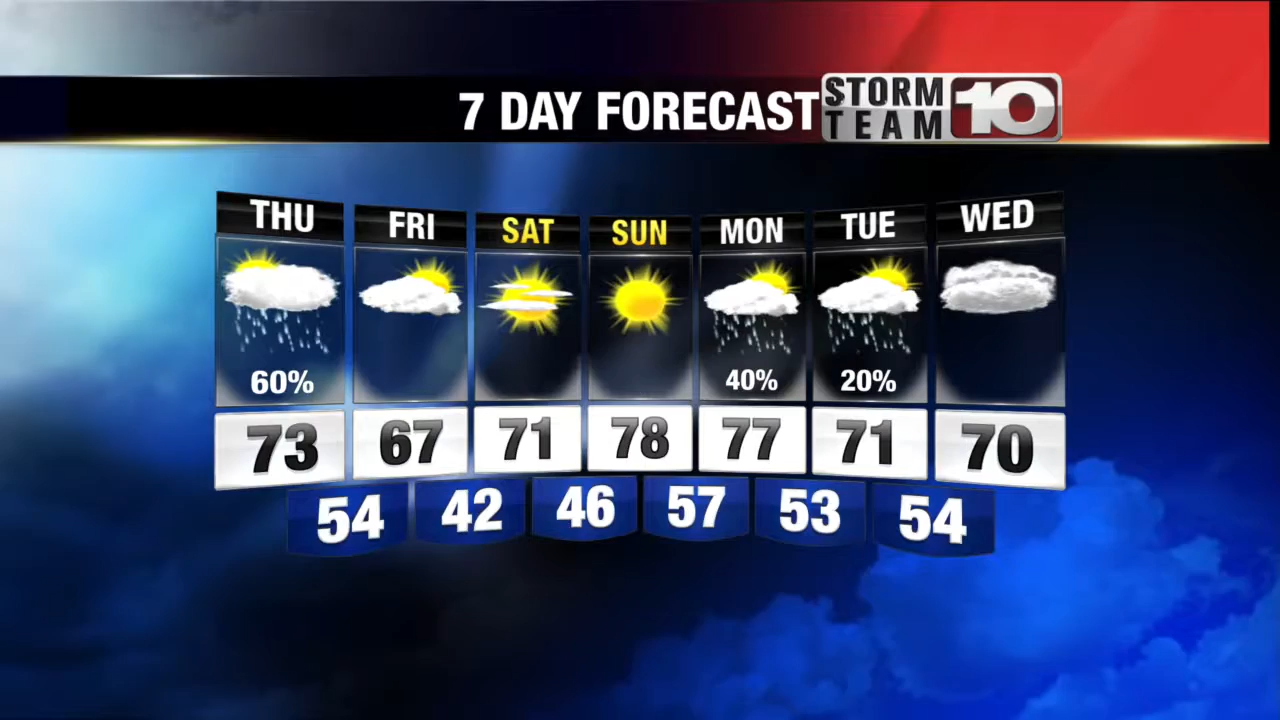 7 DAY FORECAST
STORM TEAM 10
THU FRI SAT SUN MON TUE WED
60% 40% 20%
73 67 71 78 77 71 70
54 42 46 57 53 54